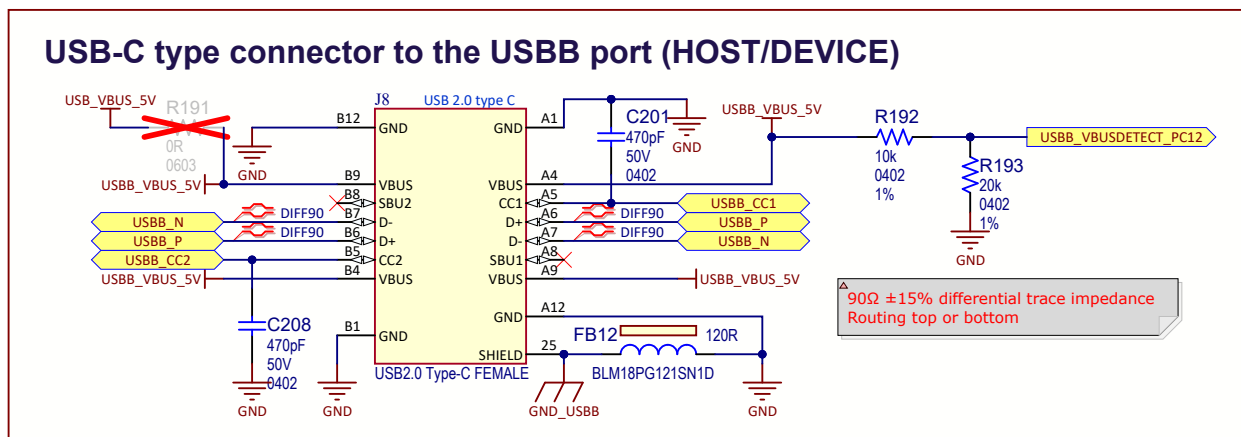 USB-C type connector to the USBB port (HOST/DEVICE)
USB_VBUS_5V
R191
0R
0603
GND
USBB_VBUS_5V
USBB_N
DIFF90
USBB_P
DIFF90
USBB_CC2
USBB_VBUS_5V
C208
470pF
50V
0402
GND
GND
J8
USB 2.0 type C
B12
GND
B9
VBUS
B8
SBU2
B7
D-
B6
D+
B5
CC2
B4
VBUS
B1
GND
GND
A1
VBUS
A4
CC1
A5
D+
A6
D-
A7
SBU1
A8
VBUS
A9
GND
A12
SHIELD
25
USB2.0 Type-C FEMALE
C201
470pF
50V
0402
GND
USBB_VBUS_5V
USBB_CC1
DIFF90
USBB_P
DIFF90
USBB_N
USBB_VBUS_5V
FB12
120R
BLM18PG121SN1D
GND_USBB
GND
R192
10k
0402
1%
USBB_VBUSDETECT_PC12
R193
20k
0402
1%
GND
90Ω ±15% differential trace impedance
Routing top or bottom